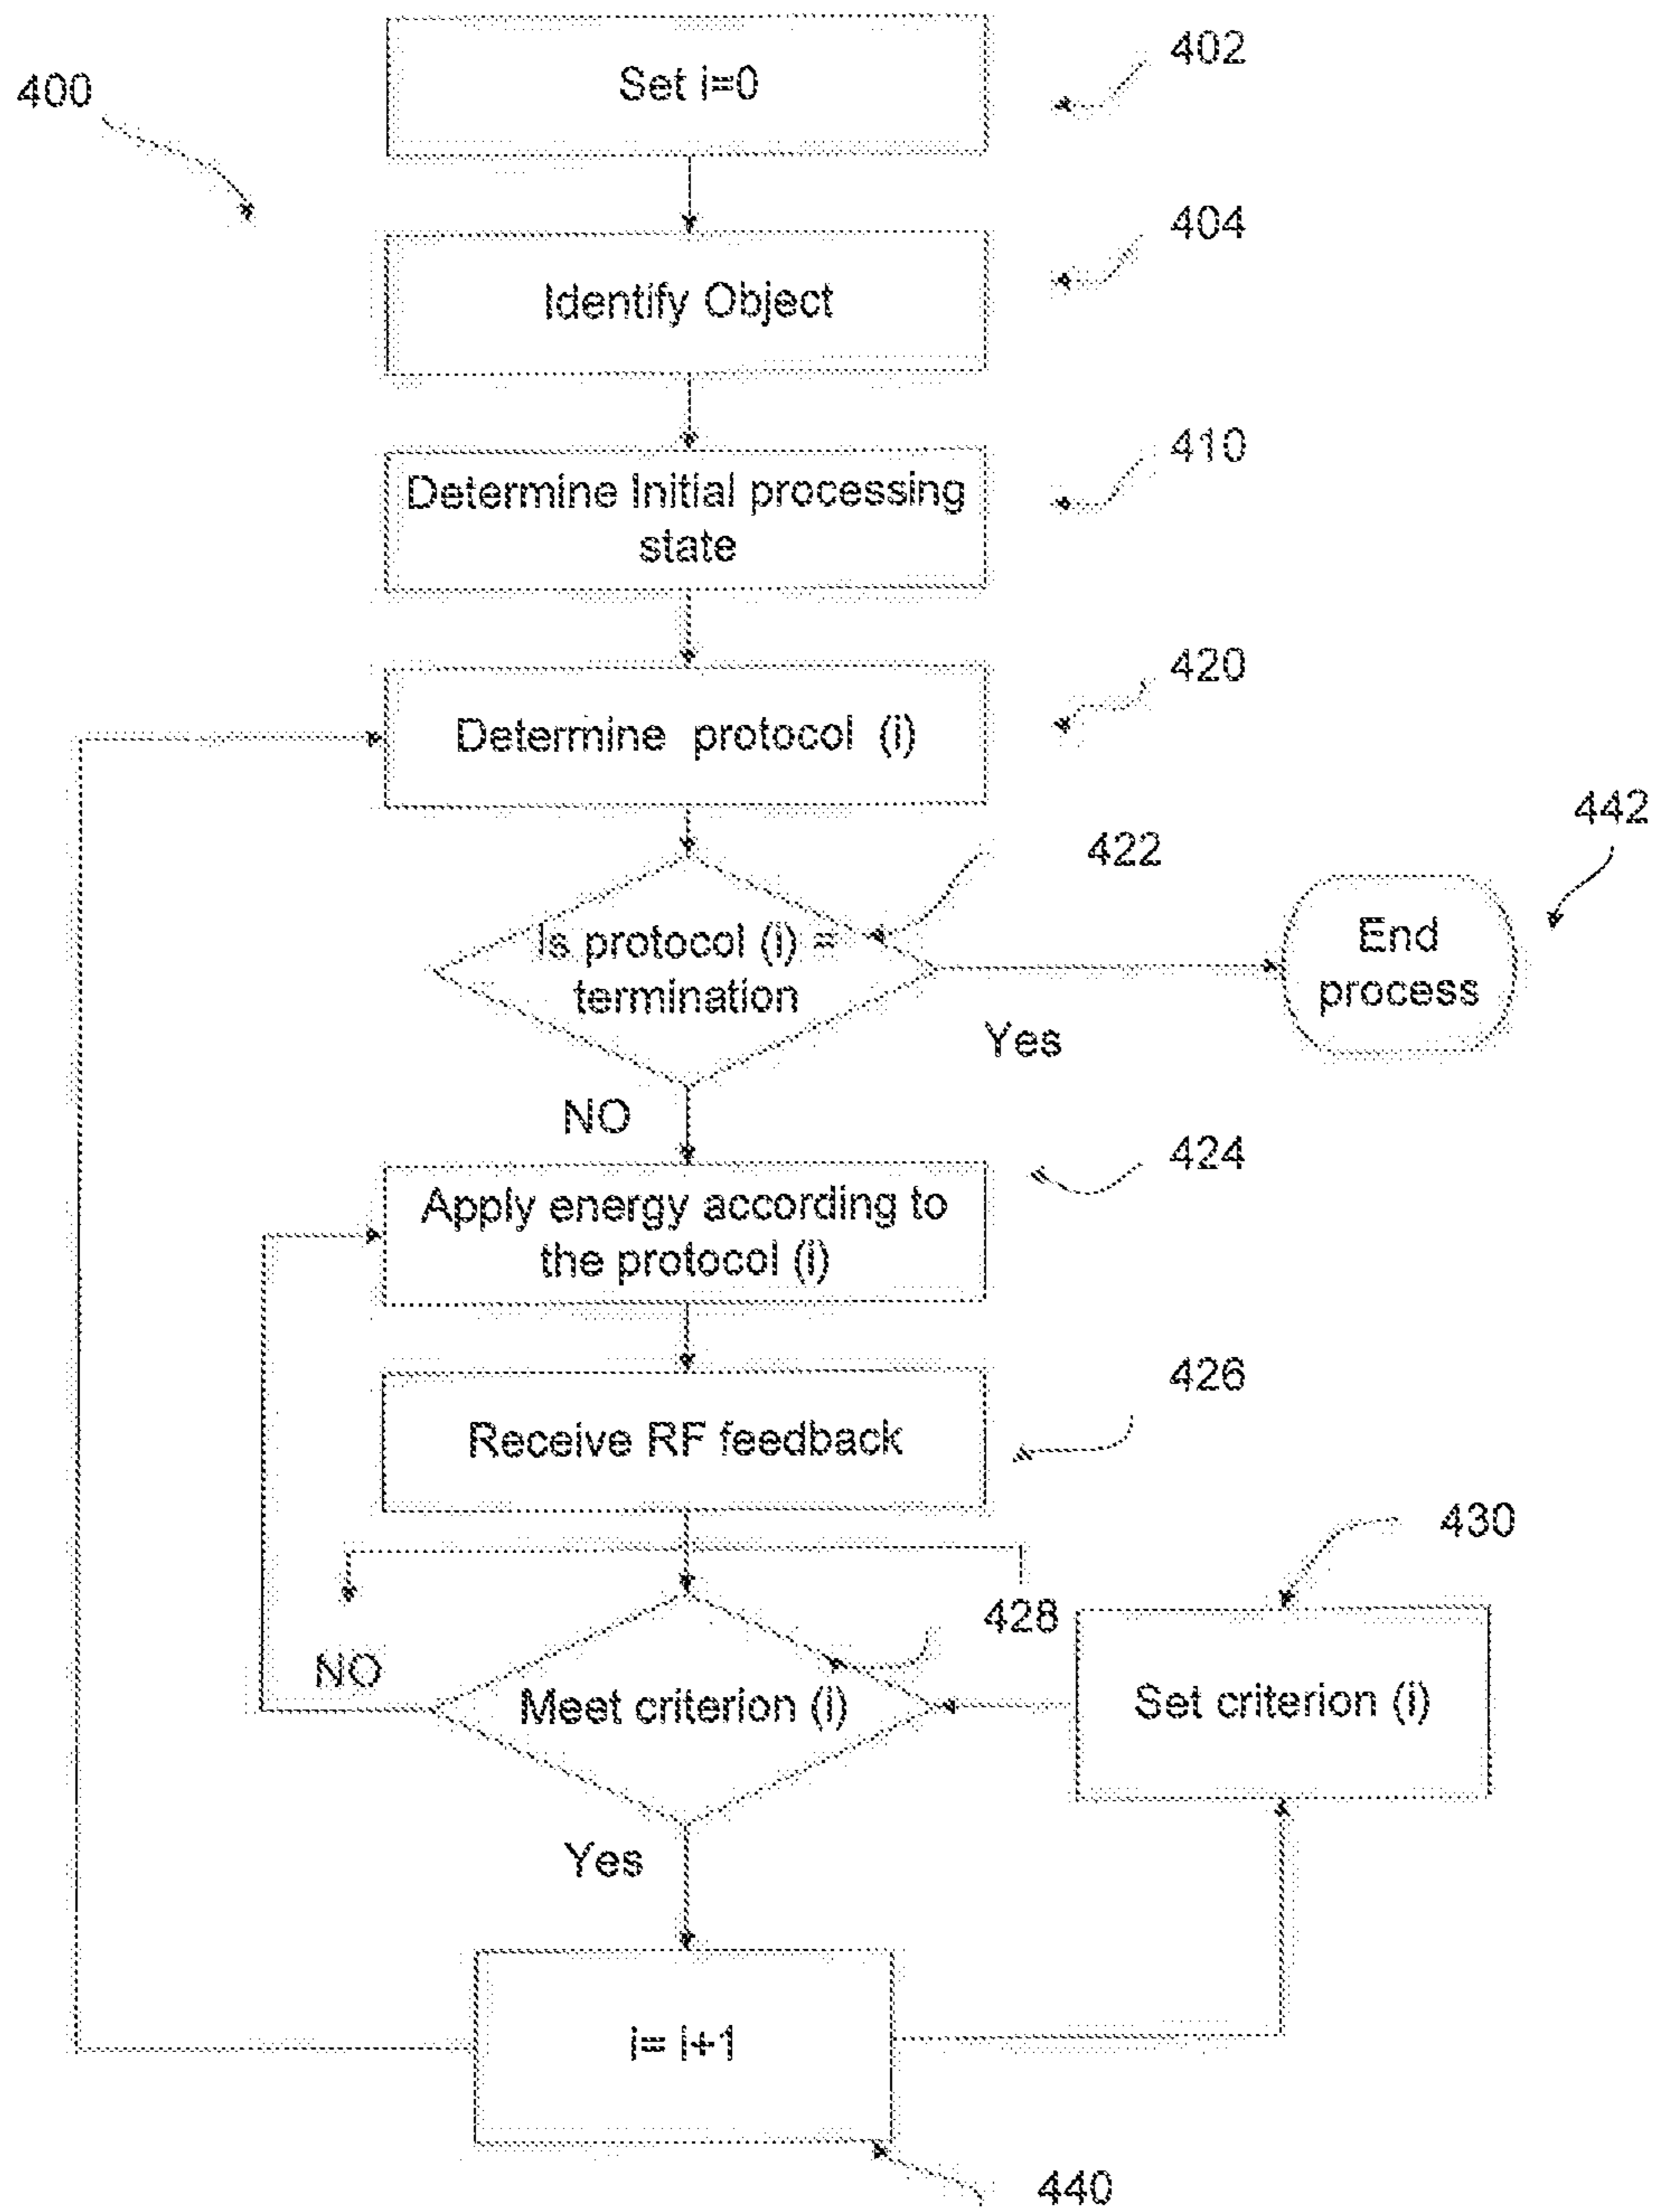 Set i=0
402
400
Identify Object
404
Determine Initial processing
state
410
Determine protocol (i)
420
442
422
Is protocol (i) =
termination
End
process
Yes
NO
Apply energy according to
the protocol (i)
424
Receive RF feedback
426
430
428
NO
Meet criterion (i)
Set criterion (i)
Yes
i= i+1
440